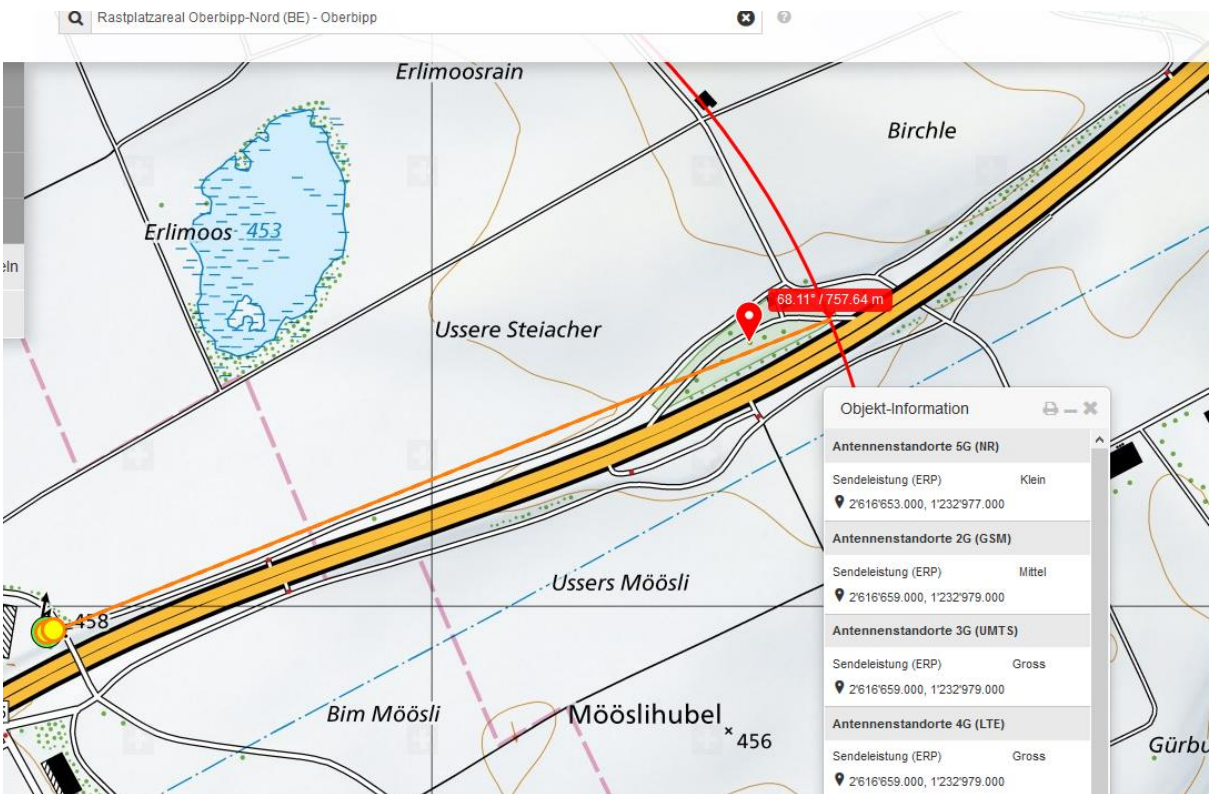 Rastplatzareal Oberbipp-Nord (BE) - Oberbipp
Erlimoosrain
Birchle
Erlimoos 453
eln
68.11° / 757.64 m
Ussere Steiacher
Objekt-Information
Antennenstandorte 5G (NR)
Sendeleistung (ERP) Klein
2'616'653.000, 1'232'977.000
Antennenstandorte 2G (GSM)
Sendeleistung (ERP) Mittel
2'616'659.000, 1'232'979.000
Ussers Möösli
458
Antennenstandorte 3G (UMTS)
Sendeleistung (ERP) Gross
2'616'659.000, 1'232'979.000
Bim Möösli
Mööslihubel
456
Antennenstandorte 4G (LTE)
Sendeleistung (ERP) Gross
2'616'659.000, 1'232'979.000
Gürbu